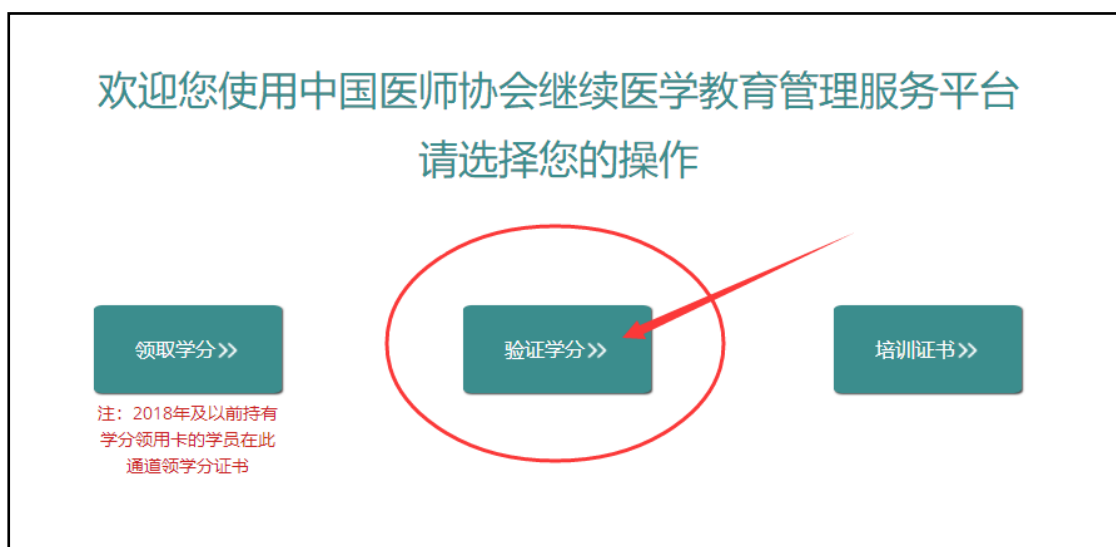 欢迎您使用中国医师协会继续医学教育管理服务平台
请选择您的操作
领取学分>>
验证学分>>
培训证书>>
注：2018年及以前持有
学分领用卡的学员在此
通道领学分证书